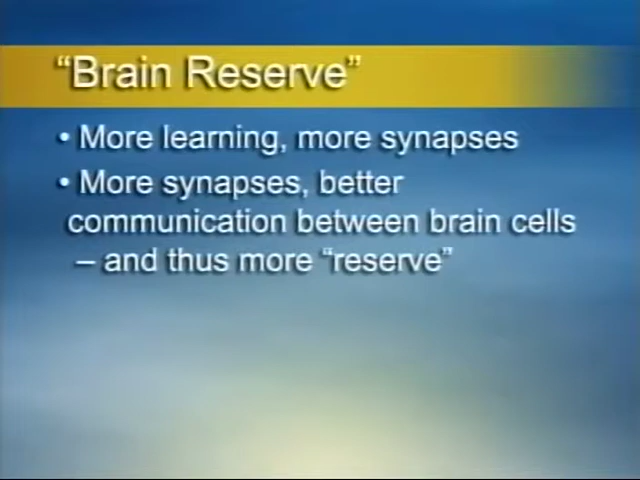 “Brain Reserve”
• More learning, more synapses
• More synapses, better
communication between brain cells
– and thus more “reserve”